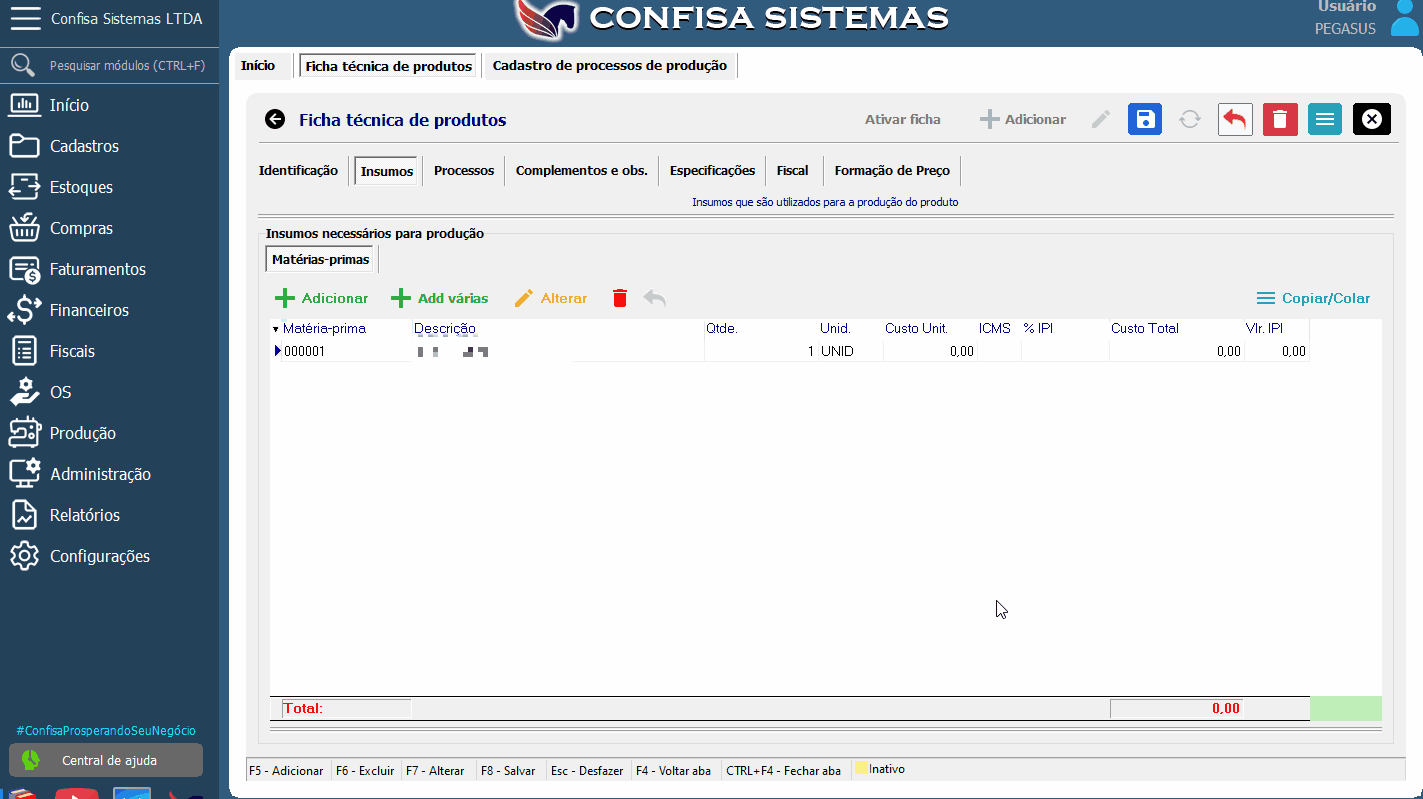 Confisa Sistemas LTDA
CONFISA SISTEMAS
Usuário
PEGASUS
Pesquisar módulos (CTRL+F)
Início
Cadastros
Estoques
Compras
Faturamentos
Financeiros
Fiscais
OS
Produção
Administração
Relatórios
Configurações
#ConfisaProsperandoSeuNegócio
Central de ajuda
Início Ficha técnica de produtos Cadastro de processos de produção
Ficha técnica de produtos Ativar ficha Adicionar
Identificação Insumos Processos Complementos e obs. Especificações Fiscal Formação de Preço
Insumos que são utilizados para a produção do produto
Insumos necessários para produção
Matérias-primas
Adicionar Add várias Alterar Copiar/Colar
Matéria-prima Descrição Qtde. Unid. Custo Unit. ICMS % IPI Custo Total Vlr. IPI
000001 1 UNID 0,00 0,00 0,00
Total: 0,00
F5 - Adicionar F6 - Excluir F7 - Alterar F8 - Salvar Esc - Desfazer F4 - Voltar aba CTRL+F4 - Fechar aba Inativo